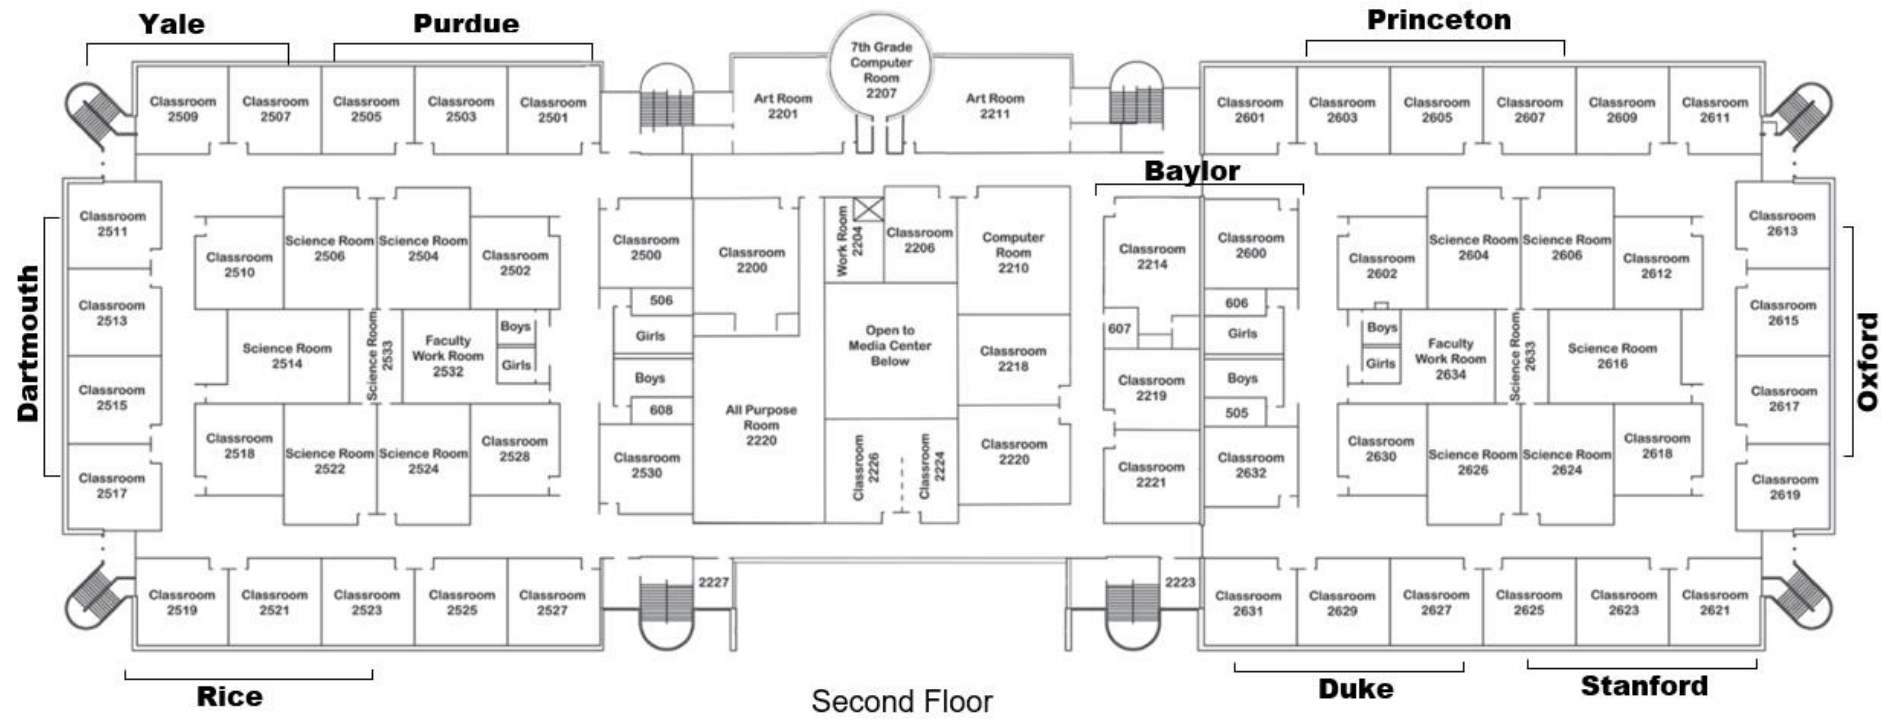 Yale
Purdue
Princeton
7th Grade
Computer
Room
2207
Classroom
2509
Classroom
2507
Classroom
2505
Classroom
2503
Classroom
2501
Art Room
2201
Art Room
2211
Classroom
2601
Classroom
2603
Classroom
2605
Classroom
2607
Classroom
2609
Classroom
2611
Baylor
Dartmouth
Classroom
2511
Classroom
2513
Classroom
2515
Classroom
2517
Classroom
2510
Science Room
2506
Science Room
2504
Classroom
2502
Science Room
2514
Science Room
2533
Faculty
Work Room
2532
Boys
Girls
Classroom
2518
Science Room
2522
Science Room
2524
Classroom
2528
Classroom
2500
506
Girls
Boys
608
Classroom
2530
Classroom
2200
All Purpose
Room
2220
Work Room
2204
Classroom
2206
Computer
Room
2210
Open to
Media Center
Below
Classroom
2218
Classroom
2226
Classroom
2224
Classroom
2220
Classroom
2214
607
Classroom
2219
Classroom
2221
Classroom
2600
606
Girls
Boys
505
Classroom
2632
Classroom
2602
Science Room
2604
Science Room
2606
Classroom
2612
Boys
Girls
Faculty
Work Room
2634
Science Room
2633
Science Room
2616
Classroom
2630
Science Room
2626
Science Room
2624
Classroom
2618
Classroom
2613
Classroom
2615
Classroom
2617
Classroom
2619
Oxford
Classroom
2519
Classroom
2521
Classroom
2523
Classroom
2525
Classroom
2527
2227
2223
Classroom
2631
Classroom
2629
Classroom
2627
Classroom
2625
Classroom
2623
Classroom
2621
Rice
Duke
Stanford
Second Floor